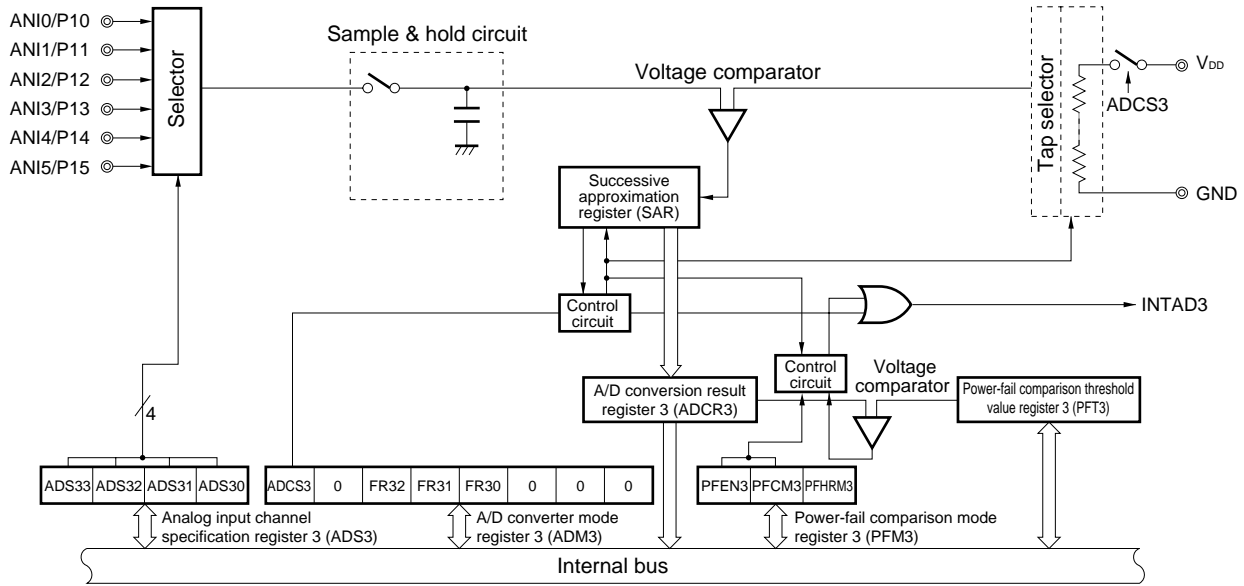 ANI0/P10
ANI1/P11
ANI2/P12
ANI3/P13
ANI4/P14
ANI5/P15
Selector
Sample & hold circuit
Voltage comparator
Tap selector
VDD
ADCS3
GND
Successive
approximation
register (SAR)
Control
circuit
INTAD3
Control
circuit
Voltage
comparator
A/D conversion result
register 3 (ADCR3)
Power-fail comparison threshold
value register 3 (PFT3)
4
ADS33 ADS32 ADS31 ADS30
ADCS3 0 FR32 FR31 FR30 0 0 0
PFEN3 PFCM3 PFHRM3
Analog input channel
specification register 3 (ADS3)
A/D converter mode
register 3 (ADM3)
Power-fail comparison mode
register 3 (PFM3)
Internal bus